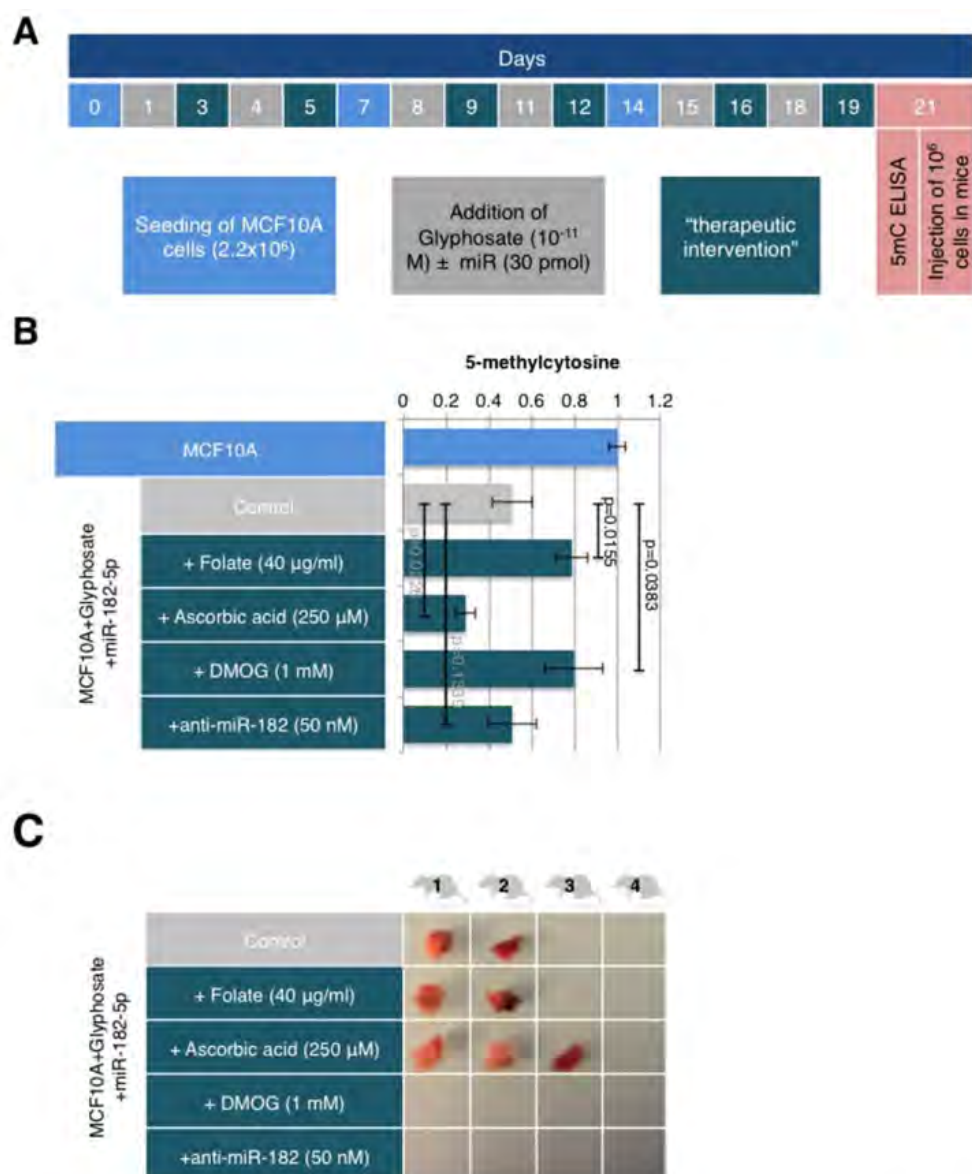 A
Days
0 1 3 4 5 7 8 9 11 12 14 15 16 18 19 21
Seeding of MCF10A
cells (2.2x10⁶)
Addition of
Glyphosate (10⁻¹¹
M) ± miR (30 pmol)
"therapeutic
intervention"
5mC ELISA
Injection of 10⁶
cells in mice
B
5-methylcytosine
0 0.2 0.4 0.6 0.8 1 1.2
MCF10A
MCF10A+Glyphosate
+miR-182-5p
Control
+ Folate (40 µg/ml)
+ Ascorbic acid (250 µM)
+ DMOG (1 mM)
+anti-miR-182 (50 nM)
p=0.0155
p=0.0383
C
1 2 3 4
MCF10A+Glyphosate
+miR-182-5p
Control
+ Folate (40 µg/ml)
+ Ascorbic acid (250 µM)
+ DMOG (1 mM)
+anti-miR-182 (50 nM)